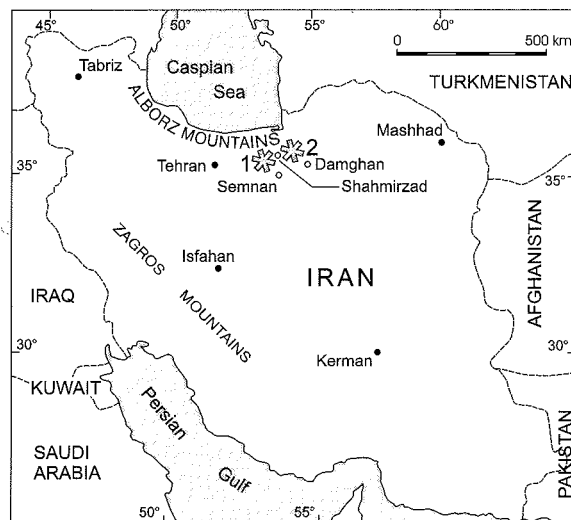 45°
50°
55°
60°
0
500 km
Tabriz
Caspian
Sea
TURKMENISTAN
ALBORZ MOUNTAINS
Mashhad
1
2
Tehran
Damghan
35°
35°
Semnan
Shahmirzad
ZAGROS
MOUNTAINS
Isfahan
IRAN
AFGHANISTAN
IRAQ
30°
30°
Kerman
KUWAIT
Persian
Gulf
SAUDI
ARABIA
PAKISTAN
50°
55°